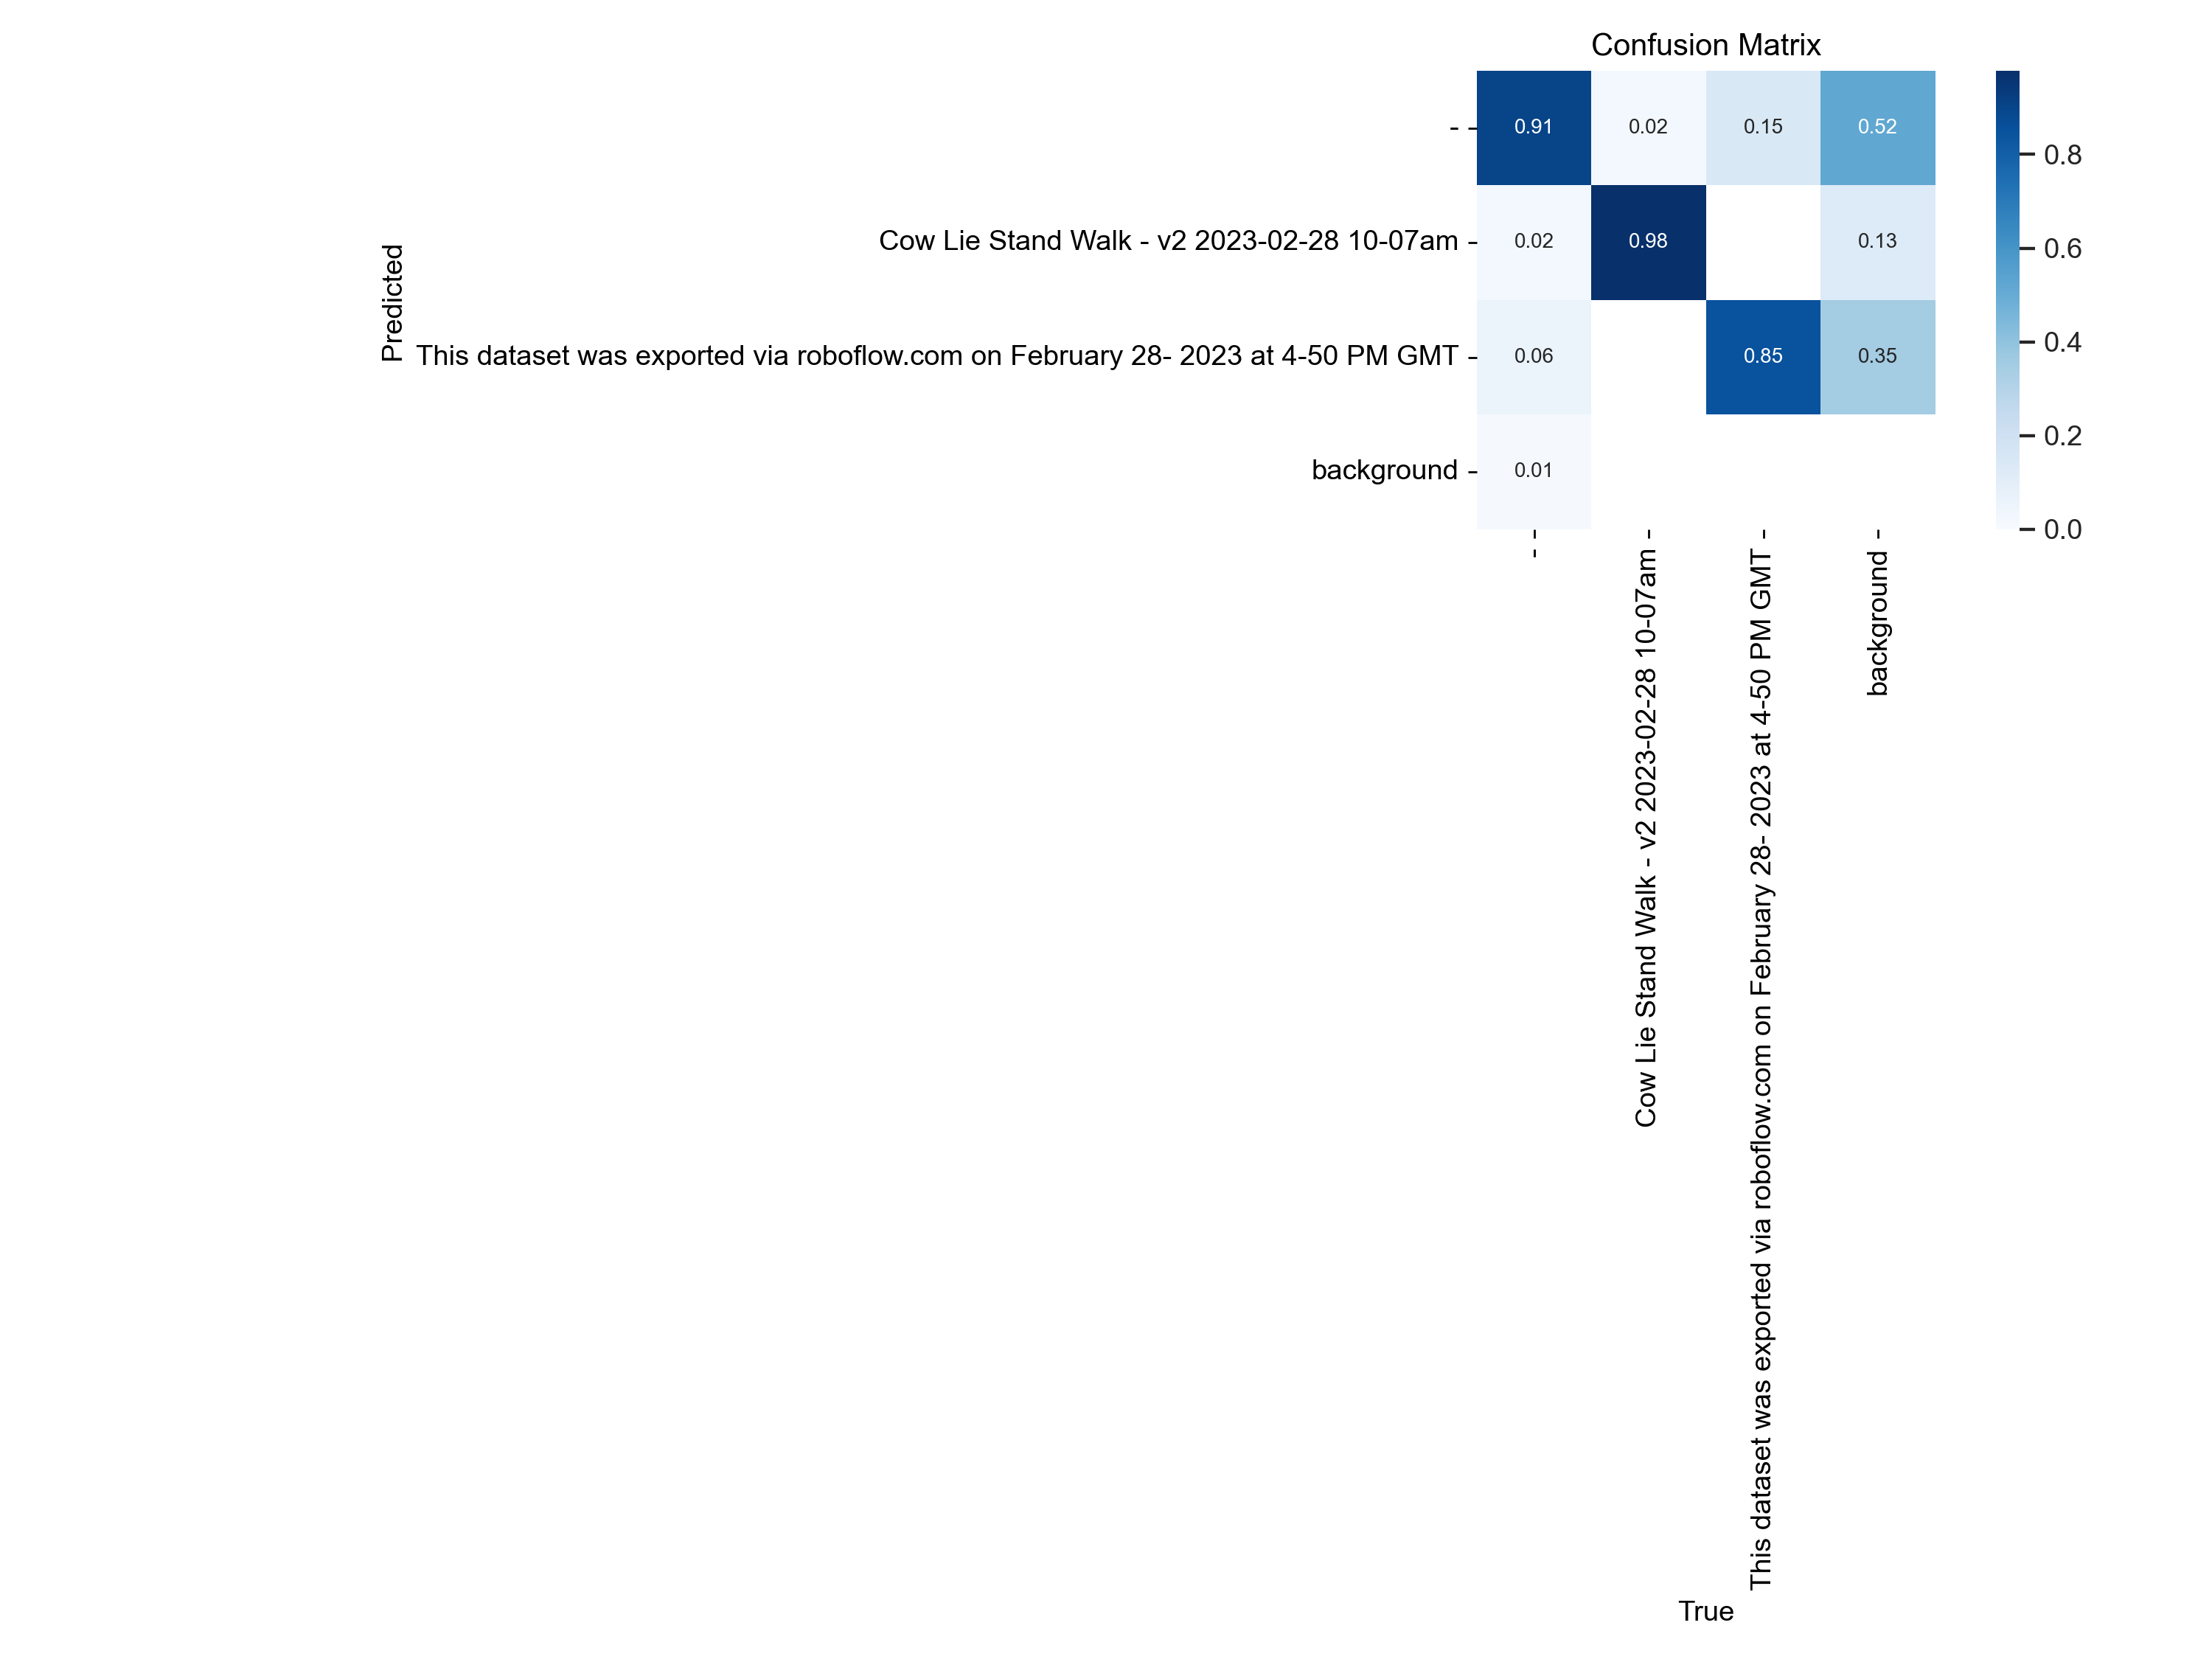 Confusion Matrix
Predicted
-
0.91 0.02 0.15 0.52
Cow Lie Stand Walk - v2 2023-02-28 10-07am
0.02 0.98 0.13
This dataset was exported via roboflow.com on February 28- 2023 at 4-50 PM GMT
0.06 0.85 0.35
background
0.01
0.8
0.6
0.4
0.2
0.0
-
Cow Lie Stand Walk - v2 2023-02-28 10-07am
This dataset was exported via roboflow.com on February 28- 2023 at 4-50 PM GMT
background
True